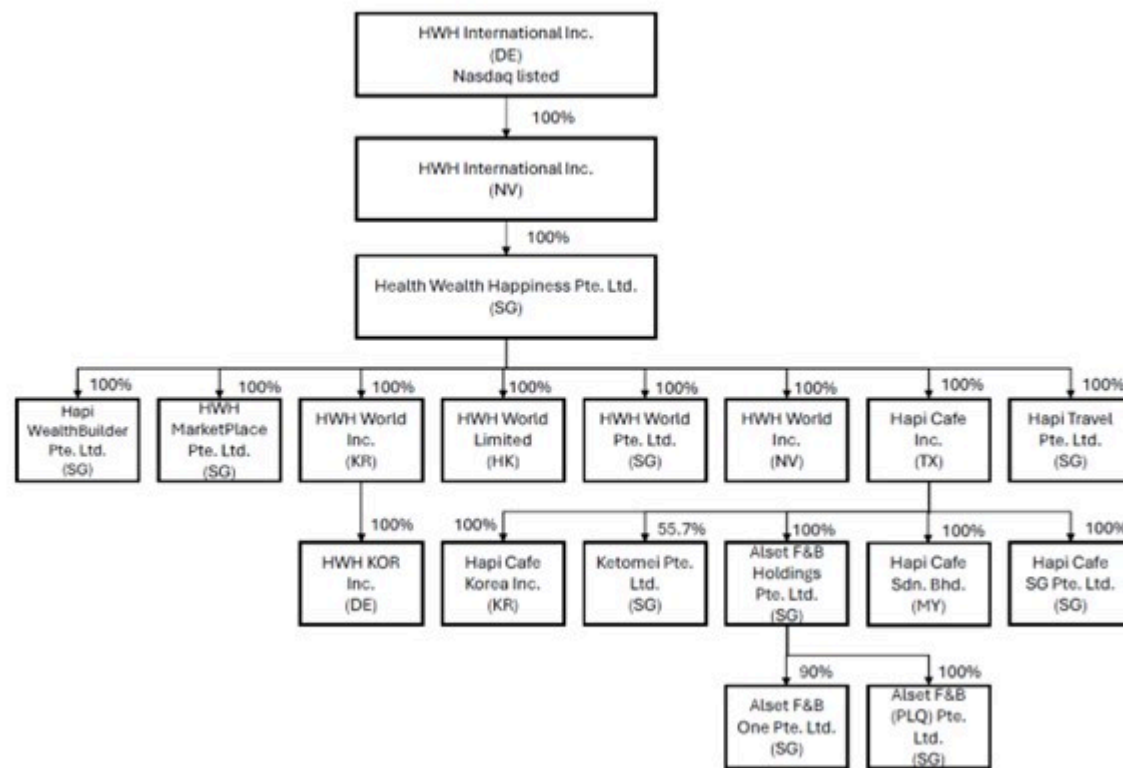 HWH International Inc.
(DE)
Nasdaq listed
100%
HWH International Inc.
(NV)
100%
Health Wealth Happiness Pte. Ltd.
(SG)
100%
100%
100%
100%
100%
100%
100%
100%
Hapi
WealthBuilder
Pte. Ltd.
(SG)
HWH
MarketPlace
Pte. Ltd.
(SG)
HWH World
Inc.
(KR)
HWH World
Limited
(HK)
HWH World
Pte. Ltd.
(SG)
HWH World
Inc.
(NV)
Hapi Cafe
Inc.
(TX)
Hapi Travel
Pte. Ltd.
(SG)
100%
100%
55.7%
100%
100%
100%
HWH KOR
Inc.
(DE)
Hapi Cafe
Korea Inc.
(KR)
Ketomei Pte.
Ltd.
(SG)
Alset F&B
Holdings
Pte. Ltd.
(SG)
Hapi Cafe
Sdn. Bhd.
(MY)
Hapi Cafe
SG Pte. Ltd.
(SG)
90%
100%
Alset F&B
One Pte. Ltd.
(SG)
Alset F&B
(PLQ) Pte.
Ltd.
(SG)